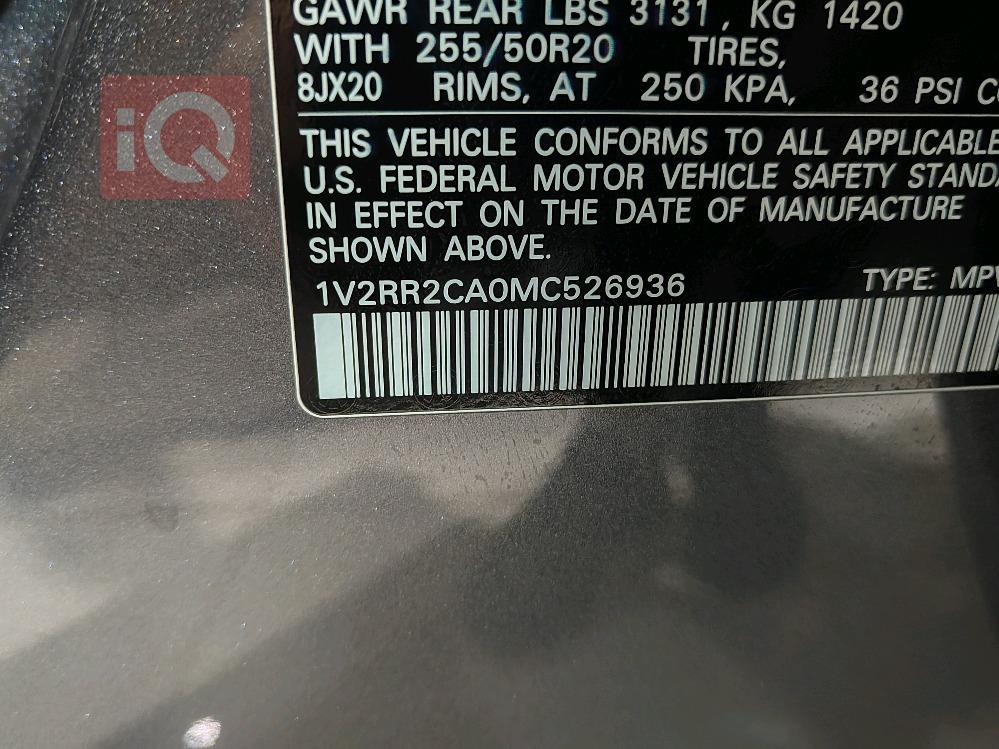 GAWR REAR LBS 3131, KG 1420
WITH 255/50R20 TIRES,
8JX20 RIMS, AT 250 KPA, 36 PSI
THIS VEHICLE CONFORMS TO ALL APPLICABLE
U.S. FEDERAL MOTOR VEHICLE SAFETY
IN EFFECT ON THE DATE OF MANUFACTURE
SHOWN ABOVE.
1V2RR2CA0MC526936 TYPE: MPV
iQ